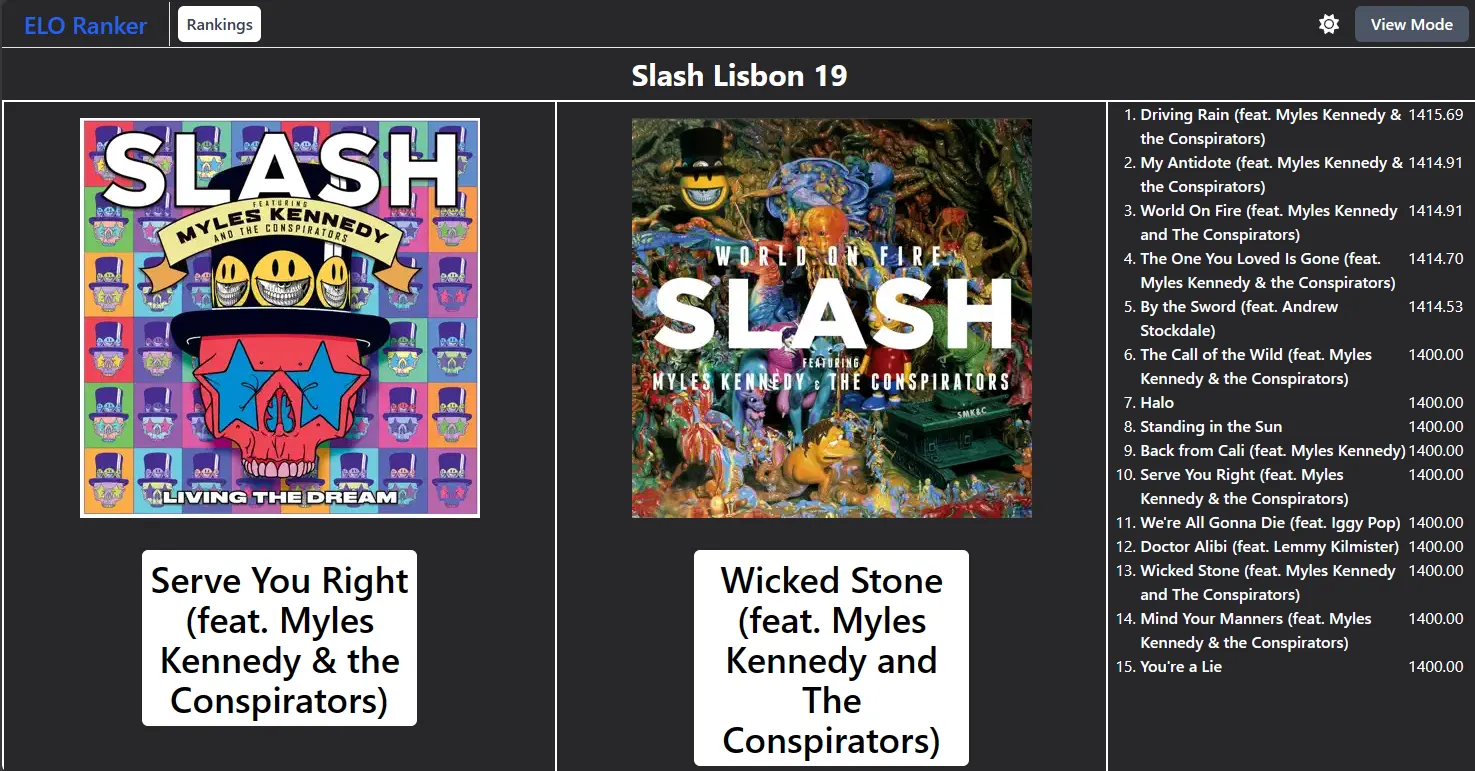 ELO Ranker
Rankings
View Mode
Slash Lisbon 19
SLASH
FEATURING
MYLES KENNEDY
AND THE CONSPIRATORS
LIVING THE DREAM
Serve You Right
(feat. Myles
Kennedy & the
Conspirators)
WORLD ON FIRE
SLASH
FEATURING
MYLES KENNEDY & THE CONSPIRATORS
SMK&C
Wicked Stone
(feat. Myles
Kennedy and
The
Conspirators)
1. Driving Rain (feat. Myles Kennedy & 1415.69
the Conspirators)
2. My Antidote (feat. Myles Kennedy & 1414.91
the Conspirators)
3. World On Fire (feat. Myles Kennedy 1414.91
and The Conspirators)
4. The One You Loved Is Gone (feat. 1414.70
Myles Kennedy & the Conspirators)
5. By the Sword (feat. Andrew 1414.53
Stockdale)
6. The Call of the Wild (feat. Myles 1400.00
Kennedy & the Conspirators)
7. Halo 1400.00
8. Standing in the Sun 1400.00
9. Back from Cali (feat. Myles Kennedy) 1400.00
10. Serve You Right (feat. Myles 1400.00
Kennedy & the Conspirators)
11. We're All Gonna Die (feat. Iggy Pop) 1400.00
12. Doctor Alibi (feat. Lemmy Kilmister) 1400.00
13. Wicked Stone (feat. Myles Kennedy 1400.00
and The Conspirators)
14. Mind Your Manners (feat. Myles 1400.00
Kennedy & the Conspirators)
15. You're a Lie 1400.00